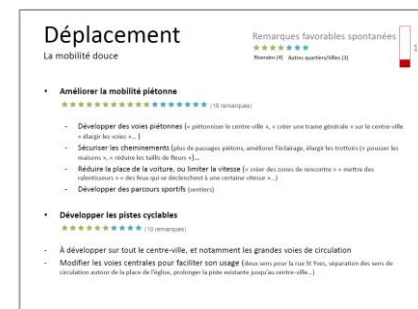 Déplacement
La mobilité douce
Remarques favorables spontanées
Riverains (4) Autres quartiers/Villes (3)
1
• Améliorer la mobilité piétonne
(18 remarques)
- Développer des voies piétonnes (« piétonniser le centre-ville », « créer une trame générale » sur le centre-ville
« élargir les voies »… )
- Sécuriser les cheminements (plus de passages piétons, améliorer l'éclairage, élargir les trottoirs (« pousser les
maisons », « réduire les taillis de fleurs »)…
- Réduire la place de la voiture, ou limiter la vitesse (« créer des zones de rencontre » « mettre des
ralentisseurs » « des feux qui se déclenchent à une certaine vitesse »…)
- Développer des parcours sportifs (sentiers)
• Développer les pistes cyclables
(10 remarques)
- À développer sur tout le centre-ville, et notamment les grandes voies de circulation
- Modifier les voies centrales pour faciliter son usage (deux sens pour la rue St Yves, séparation des sens de
circulation autour de la place de l'église, prolonger la piste existante jusqu'au centre-ville…)